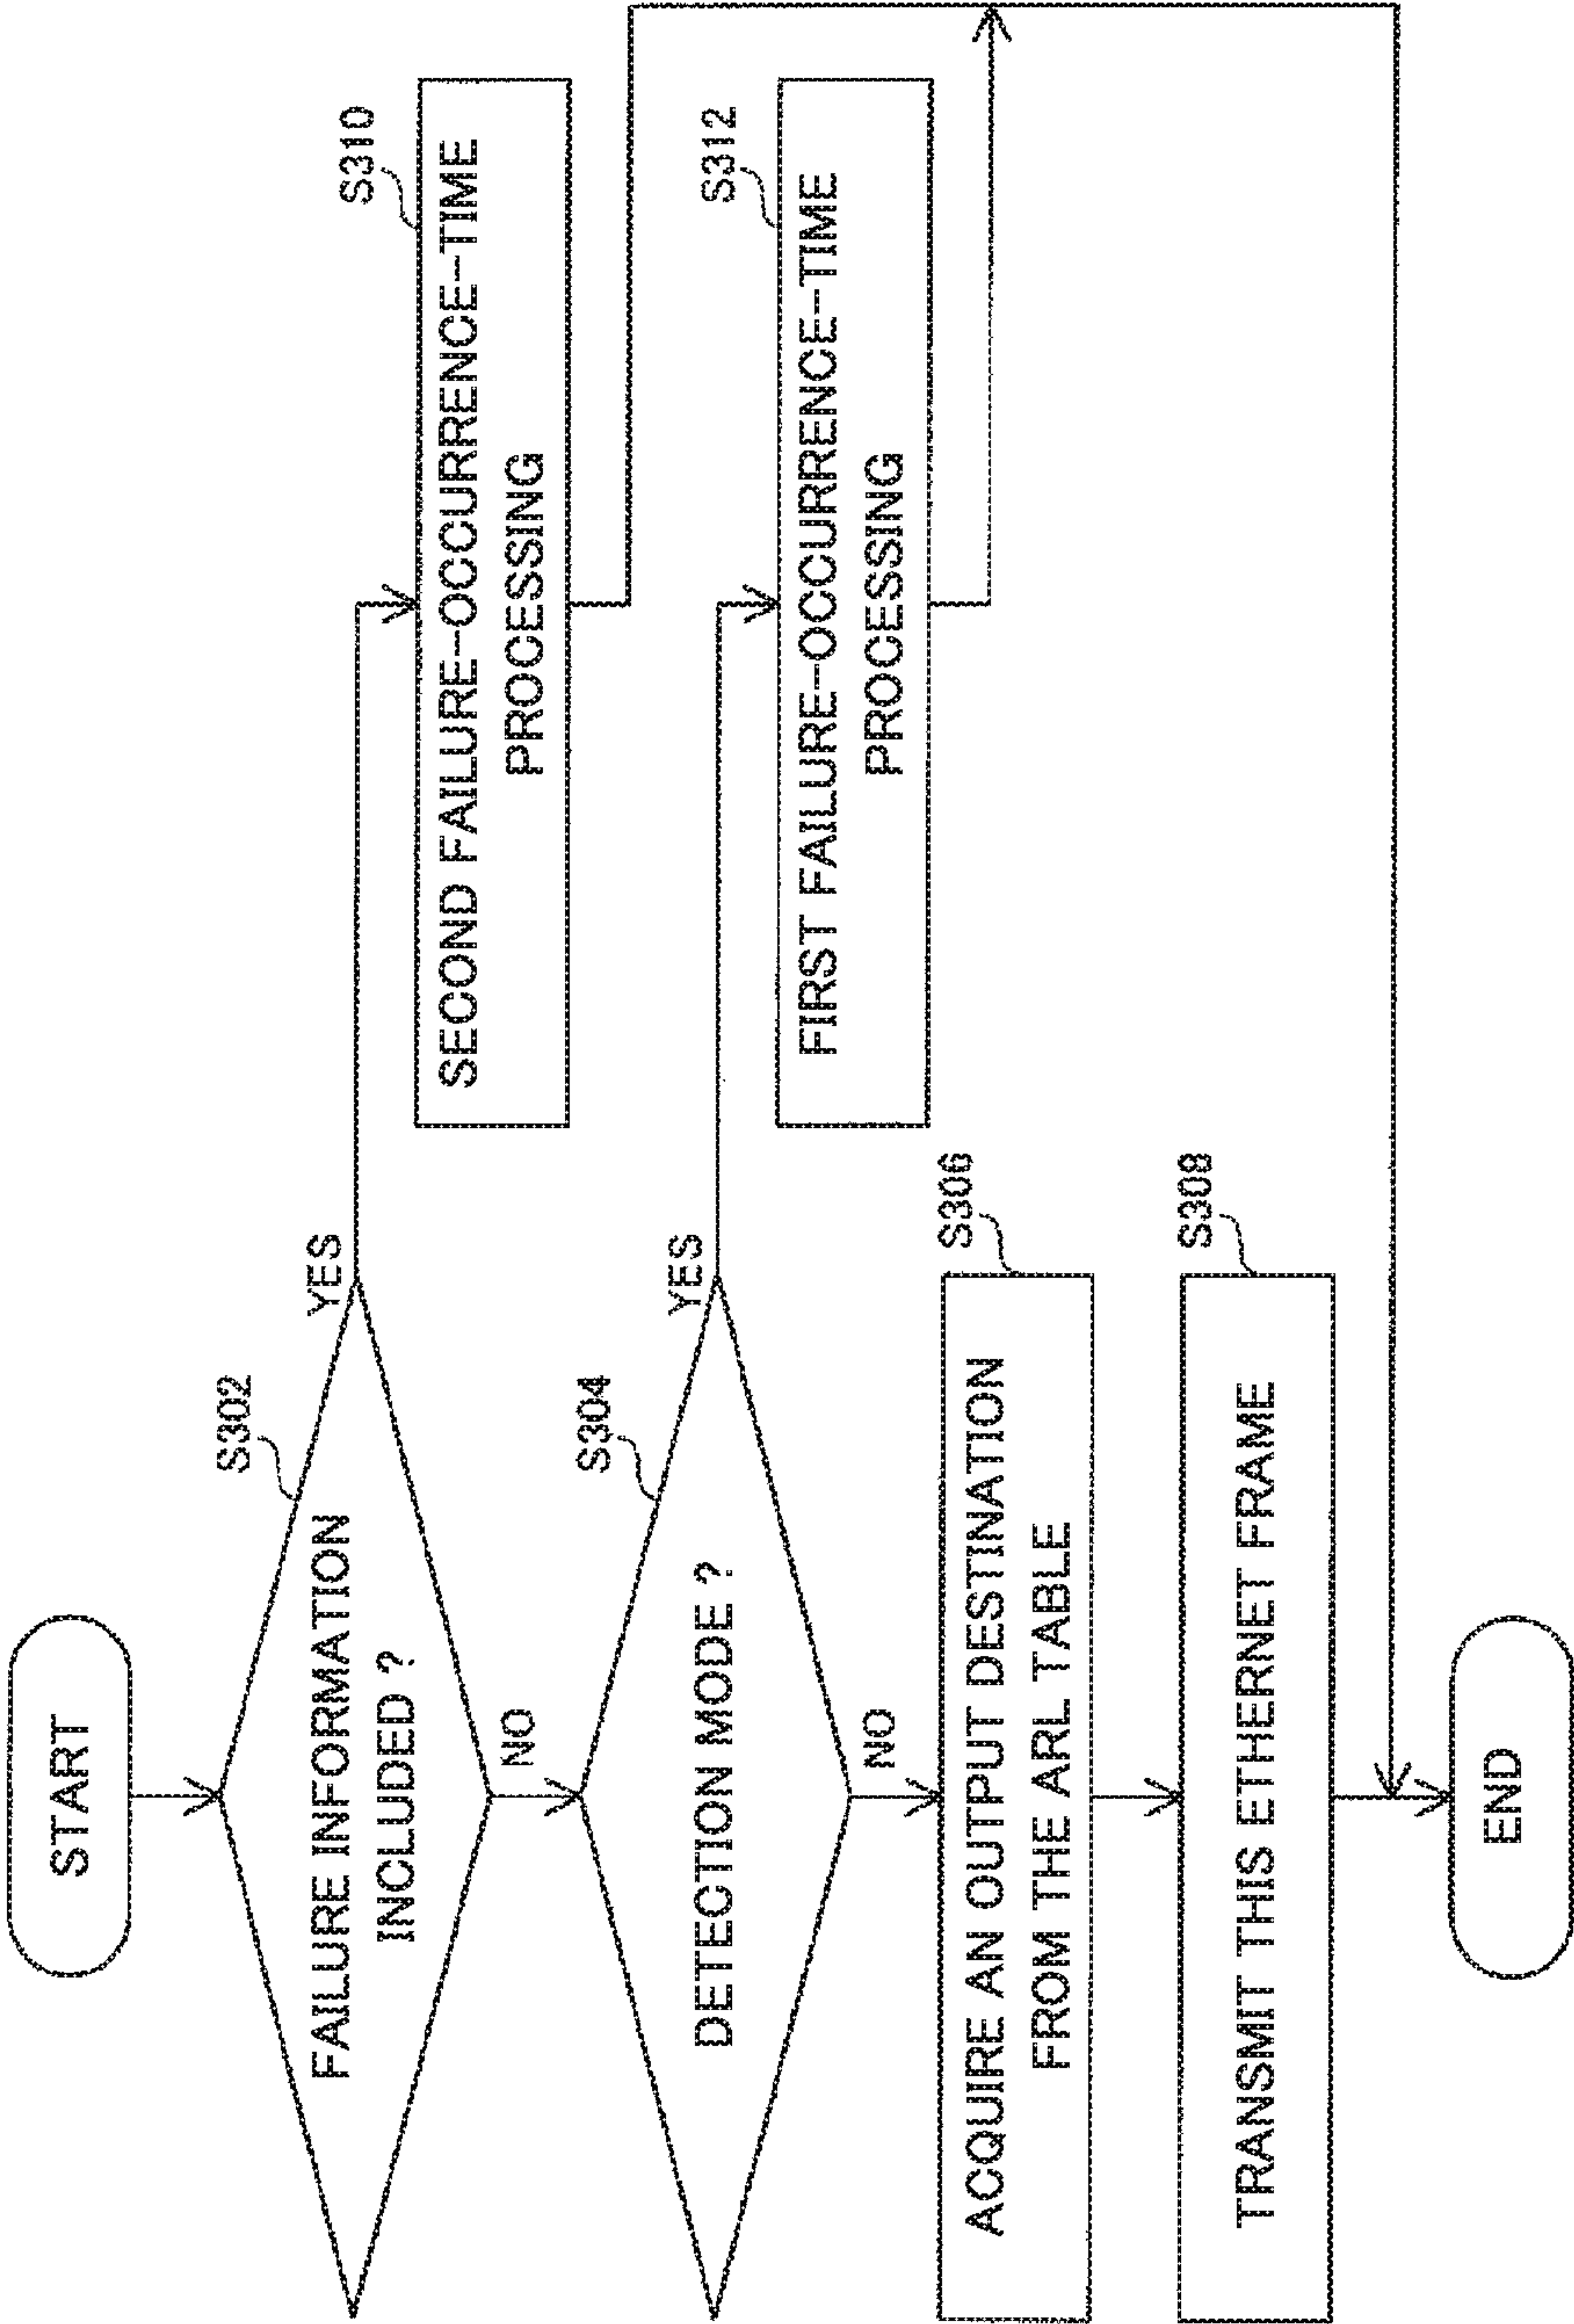 START
S302
FAILURE INFORMATION
INCLUDED ?
YES
NO
S310
SECOND FAILURE-OCCURRENCE-TIME
PROCESSING
S304
DETECTION MODE ?
YES
NO
S312
FIRST FAILURE-OCCURRENCE-TIME
PROCESSING
S306
ACQUIRE AN OUTPUT DESTINATION
FROM THE ARL TABLE
S308
TRANSMIT THIS ETHERNET FRAME
END